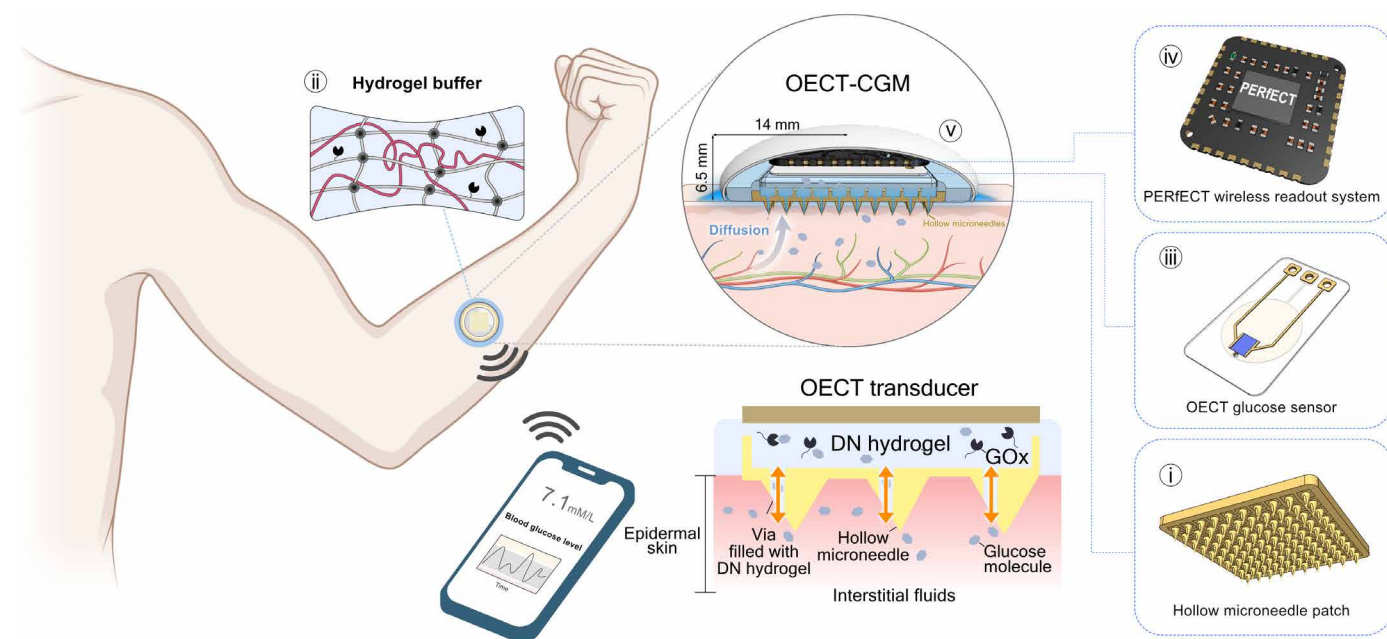 ii
Hydrogel buffer
OECT-CGM
14 mm
v
6.5 mm
Hollow microneedles
Diffusion
iv
PERfECT
PERfECT wireless readout system
iii
OECT glucose sensor
i
Hollow microneedle patch
OECT transducer
DN hydrogel
GOx
Epidermal
skin
Via
filled with
DN hydrogel
Hollow
microneedle
Glucose
molecule
Interstitial fluids
7.1mM/L
Blood glucose level
Time